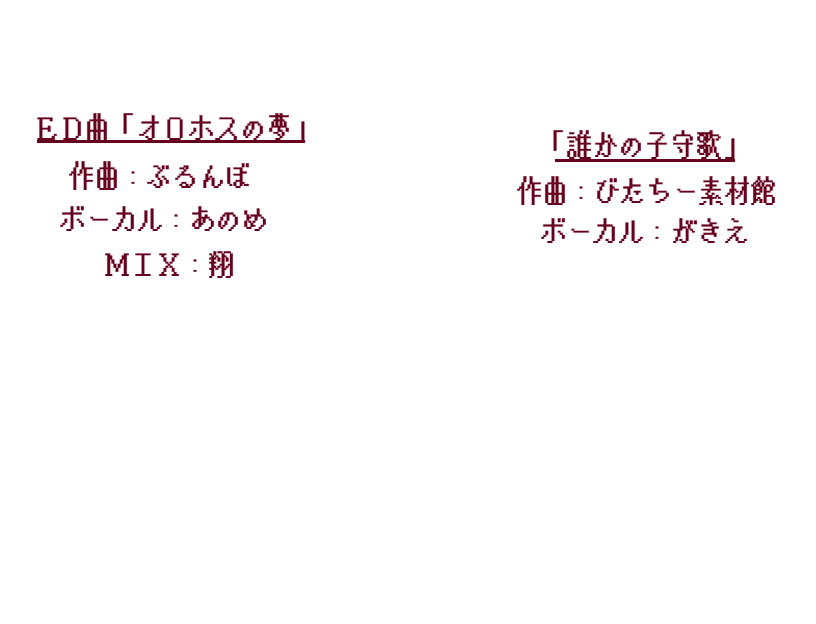 ＥＤ曲「オロホスの夢」
作曲：ぶるんぼ
ボーカル：あのめ
ＭＩＸ：翔
「誰かの子守歌」
作曲：びたちー素材館
ボーカル：がきえ